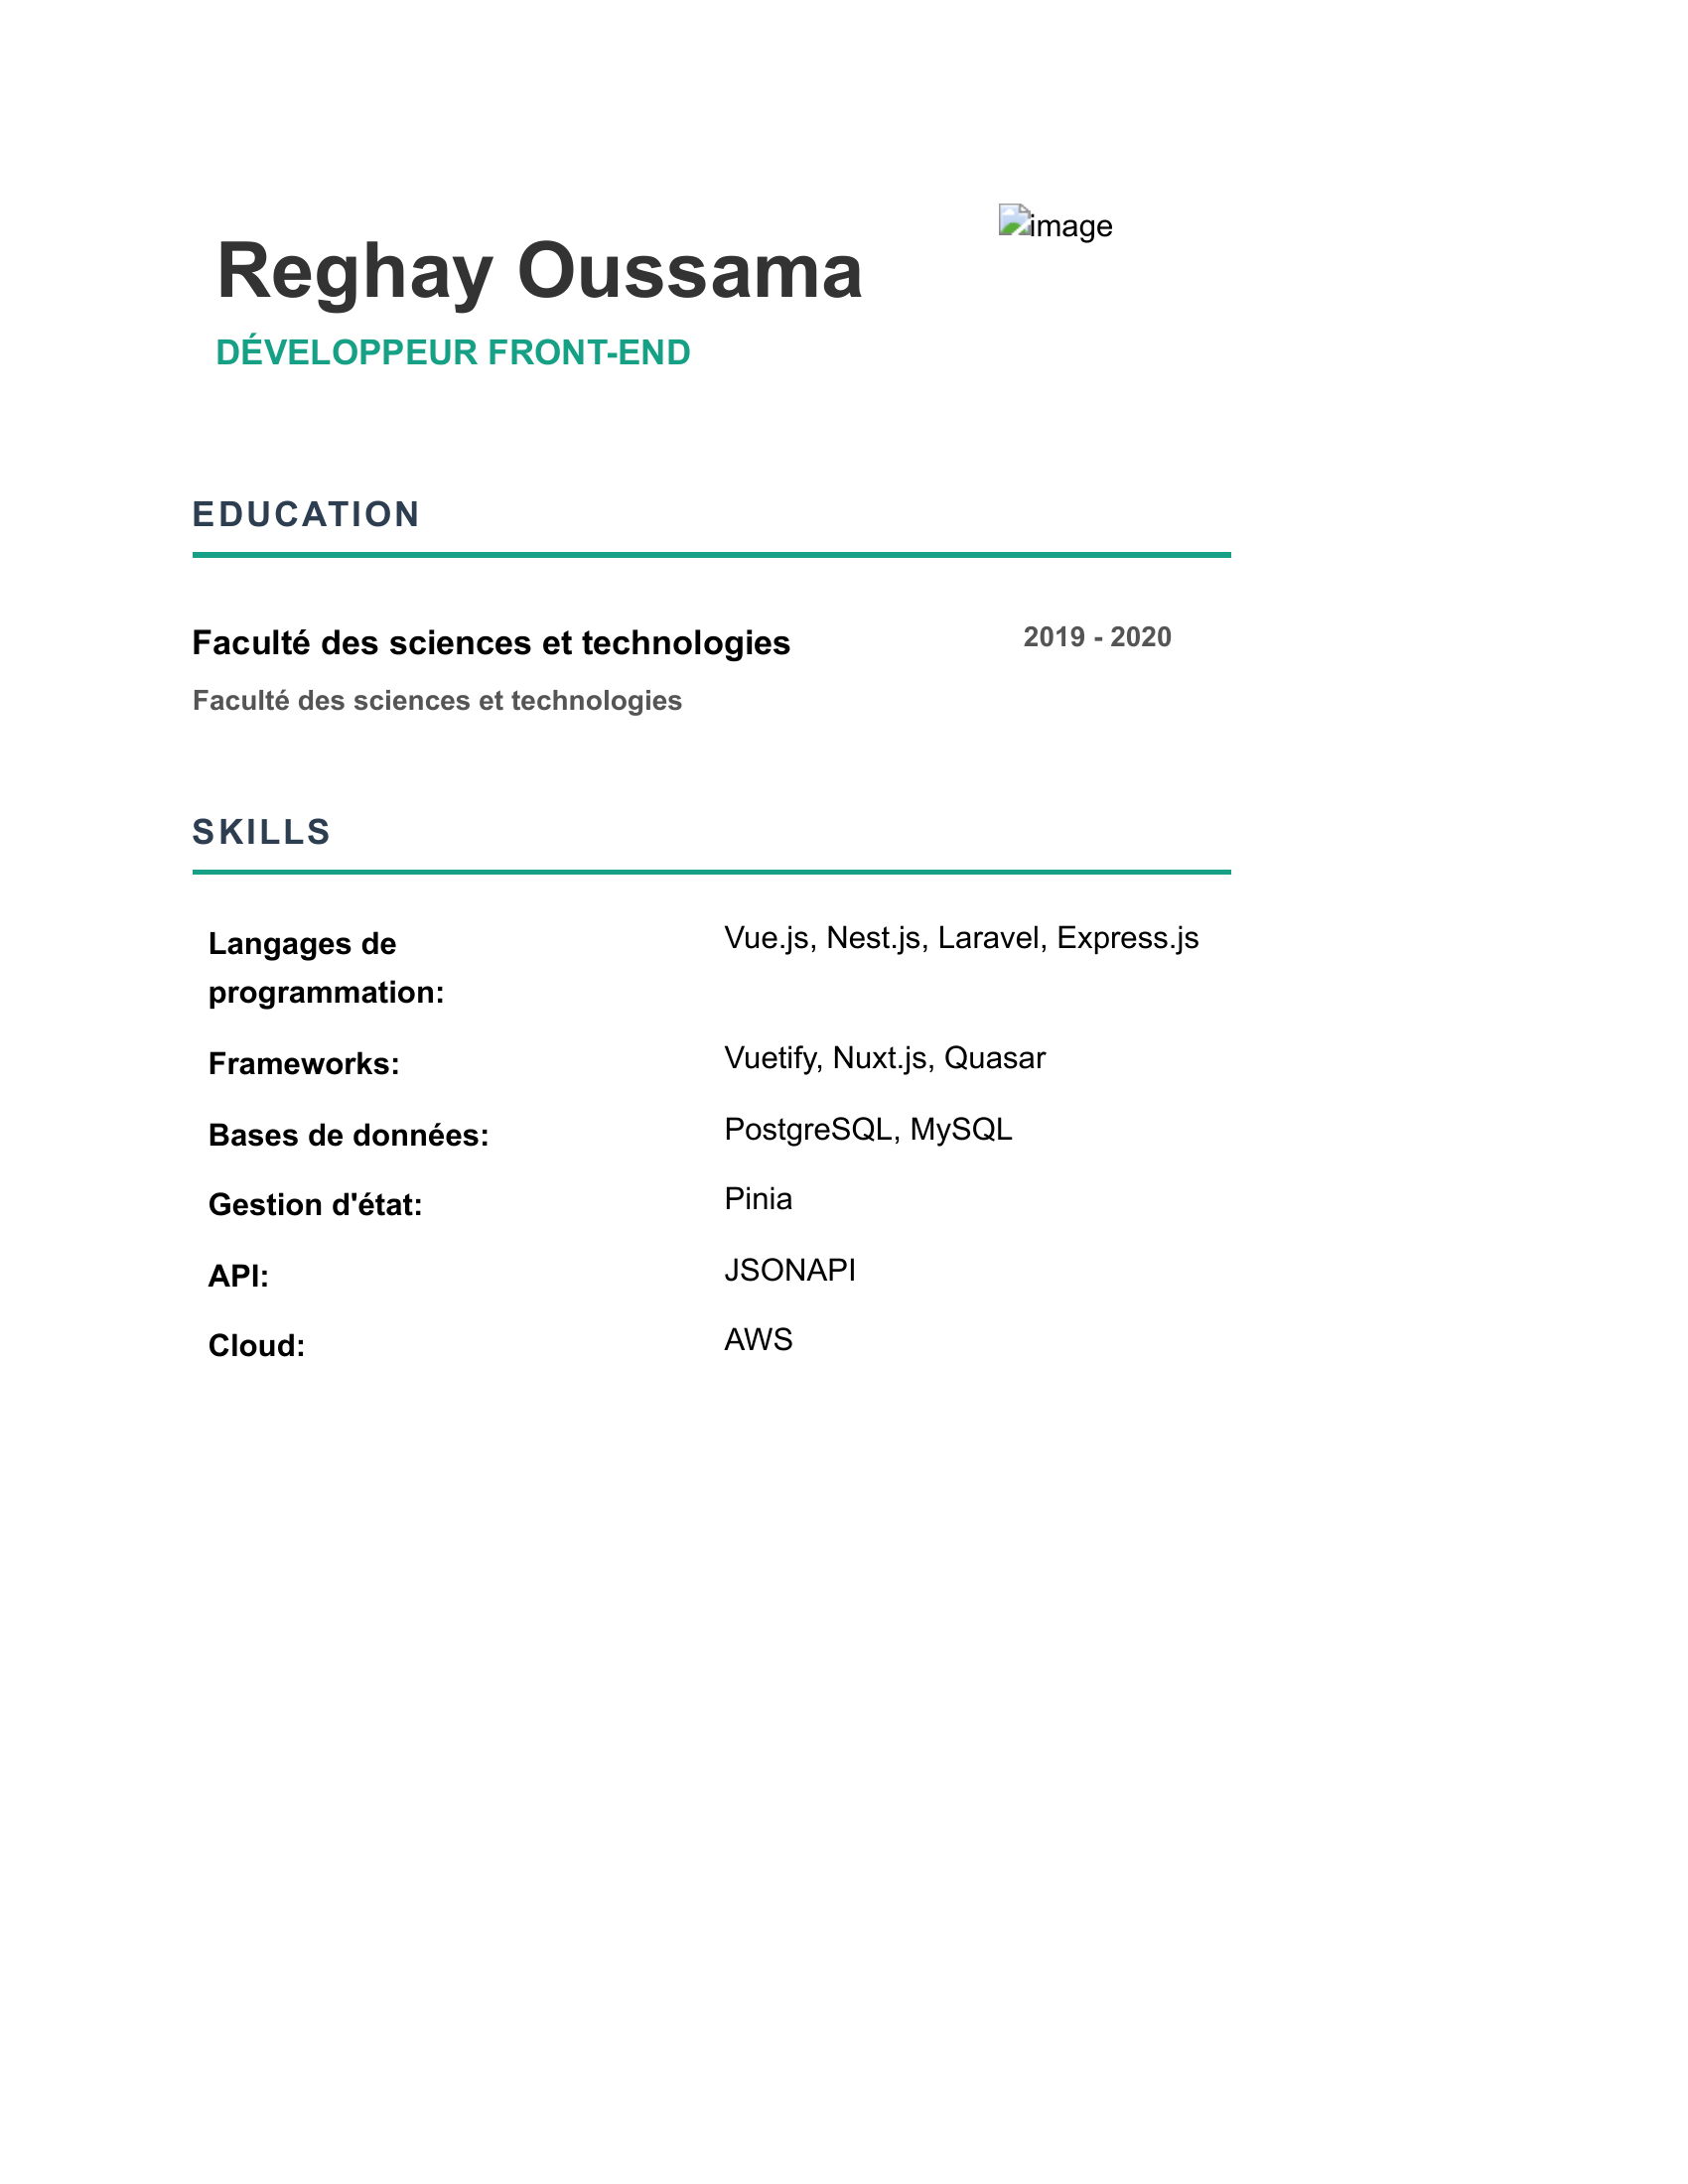 image
Reghay Oussama
DÉVELOPPEUR FRONT-END
EDUCATION
Faculté des sciences et technologies 2019 - 2020
Faculté des sciences et technologies
SKILLS
Langages de programmation: Vue.js, Nest.js, Laravel, Express.js
Frameworks: Vuetify, Nuxt.js, Quasar
Bases de données: PostgreSQL, MySQL
Gestion d'état: Pinia
API: JSONAPI
Cloud: AWS